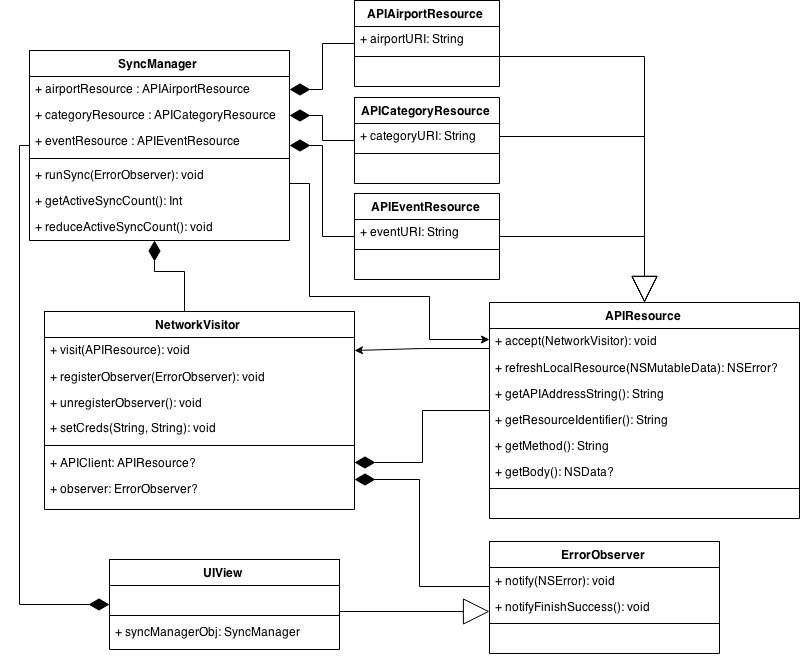 APIAirportResource
+ airportURI: String
SyncManager
+ airportResource : APIAirportResource
+ categoryResource : APICategoryResource
+ eventResource : APIEventResource
+ runSync(ErrorObserver): void
+ getActiveSyncCount(): Int
+ reduceActiveSyncCount(): void
APICategoryResource
+ categoryURI: String
APIEventResource
+ eventURI: String
NetworkVisitor
+ visit(APIResource): void
+ registerObserver(ErrorObserver): void
+ unregisterObserver(): void
+ setCreds(String, String): void
+ APIClient: APIResource?
+ observer: ErrorObserver?
APIResource
+ accept(NetworkVisitor): void
+ refreshLocalResource(NSMutableData): NSError?
+ getAPIAddressString(): String
+ getResourceIdentifier(): String
+ getMethod(): String
+ getBody(): NSData?
UIView
+ syncManagerObj: SyncManager
ErrorObserver
+ notify(NSError): void
+ notifyFinishSuccess(): void